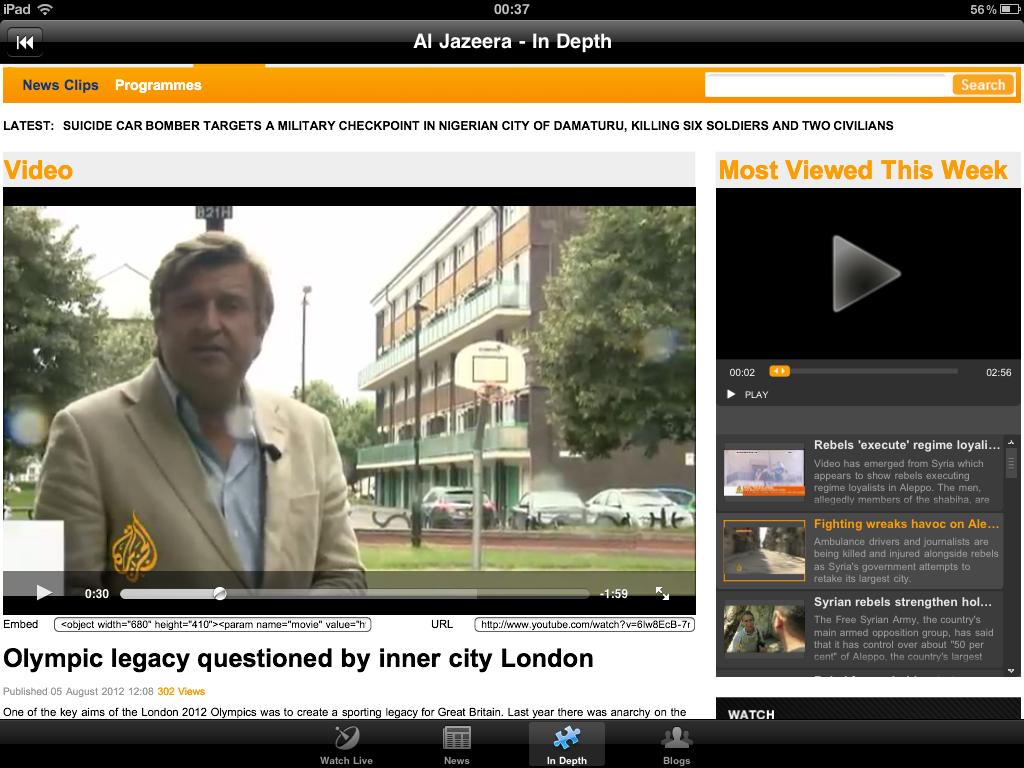 iPad 00:37 56%
Al Jazeera - In Depth
News Clips Programmes Search
LATEST: SUICIDE CAR BOMBER TARGETS A MILITARY CHECKPOINT IN NIGERIAN CITY OF DAMATURU, KILLING SIX SOLDIERS AND TWO CIVILIANS
Video
821H
الجزيرة
0:30 -1:59
Embed <object width="680" height="410"><param name="movie" value="h URL http://www.youtube.com/watch?v=6Iw8EcB-7r
Olympic legacy questioned by inner city London
Published 05 August 2012 12:08 302 Views
One of the key aims of the London 2012 Olympics was to create a sporting legacy for Great Britain. Last year there was anarchy on the
Most Viewed This Week
00:02 02:56
PLAY
Rebels 'execute' regime loyali...
Video has emerged from Syria which
appears to show rebels executing
regime loyalists in Aleppo. The men,
allegedly members of the shabiha, are
Fighting wreaks havoc on Ale...
Ambulance drivers and journalists are
being killed and injured alongside rebels
as Syria's government attempts to
retake its largest city.
Syrian rebels strengthen hol...
The Free Syrian Army, the country's
main armed opposition group, has said
that it has control over about "50 per
cent" of Aleppo, the country's largest
WATCH
Watch Live News In Depth Blogs